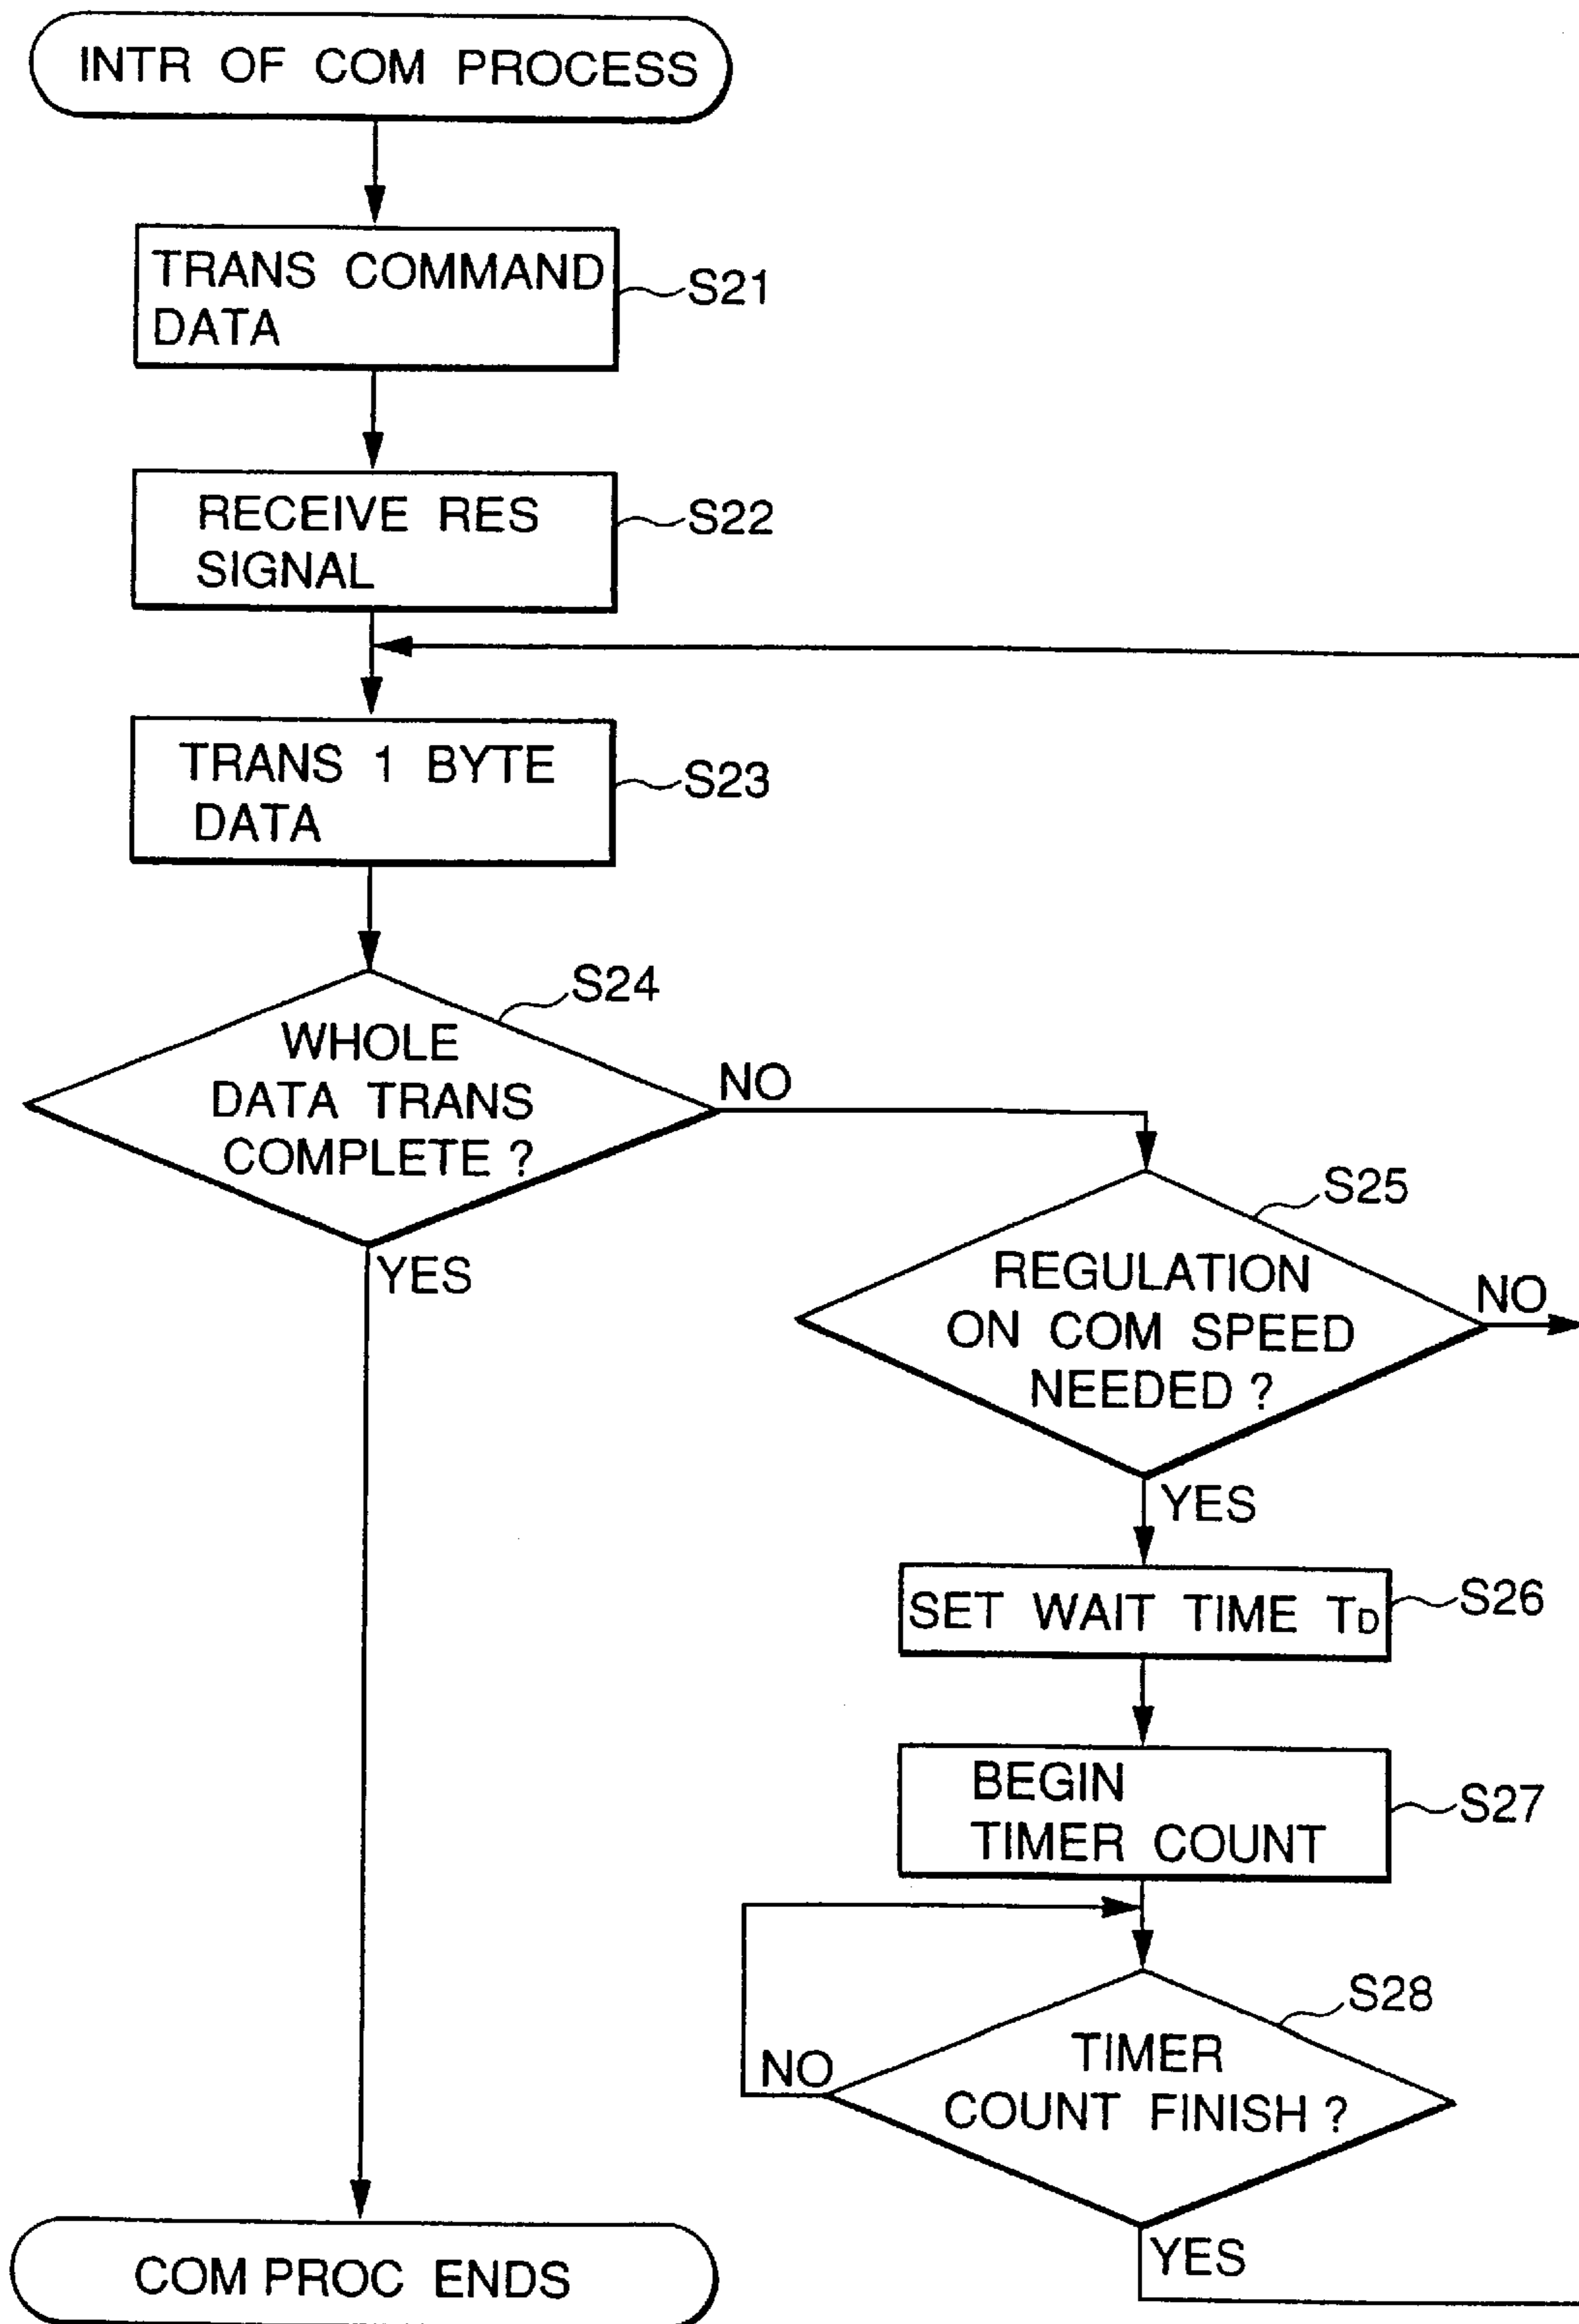 INTR OF COM PROCESS
TRANS COMMAND
DATA
S21
RECEIVE RES
SIGNAL
S22
TRANS 1 BYTE
DATA
S23
S24
WHOLE
DATA TRANS
COMPLETE ?
NO
YES
S25
REGULATION
ON COM SPEED
NEEDED ?
NO
YES
SET WAIT TIME TD
S26
BEGIN
TIMER COUNT
S27
S28
TIMER
COUNT FINISH ?
NO
YES
COM PROC ENDS